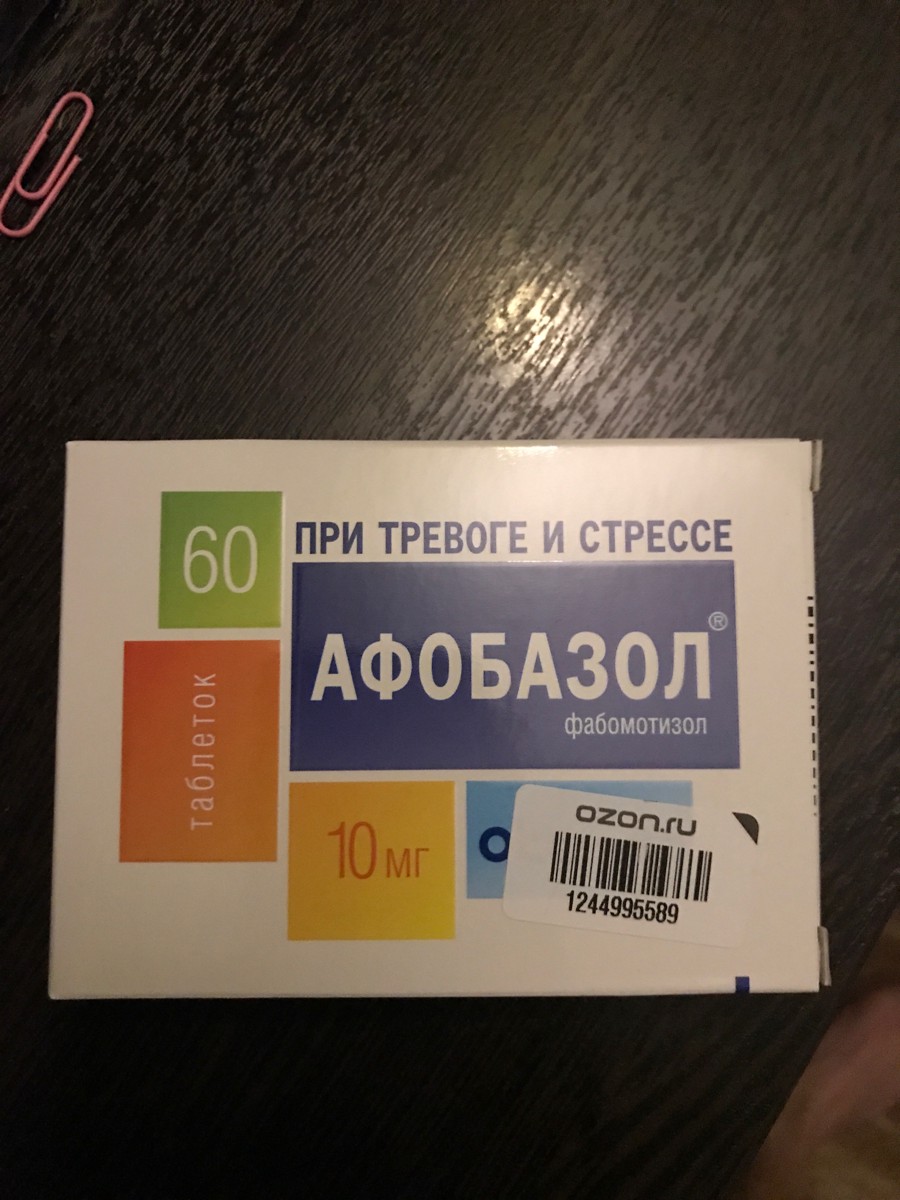 60
ПРИ ТРЕВОГЕ И СТРЕССЕ
АФОБАЗОЛ®
фабомотизол
таблеток
10 мг
ozon.ru
1244995589